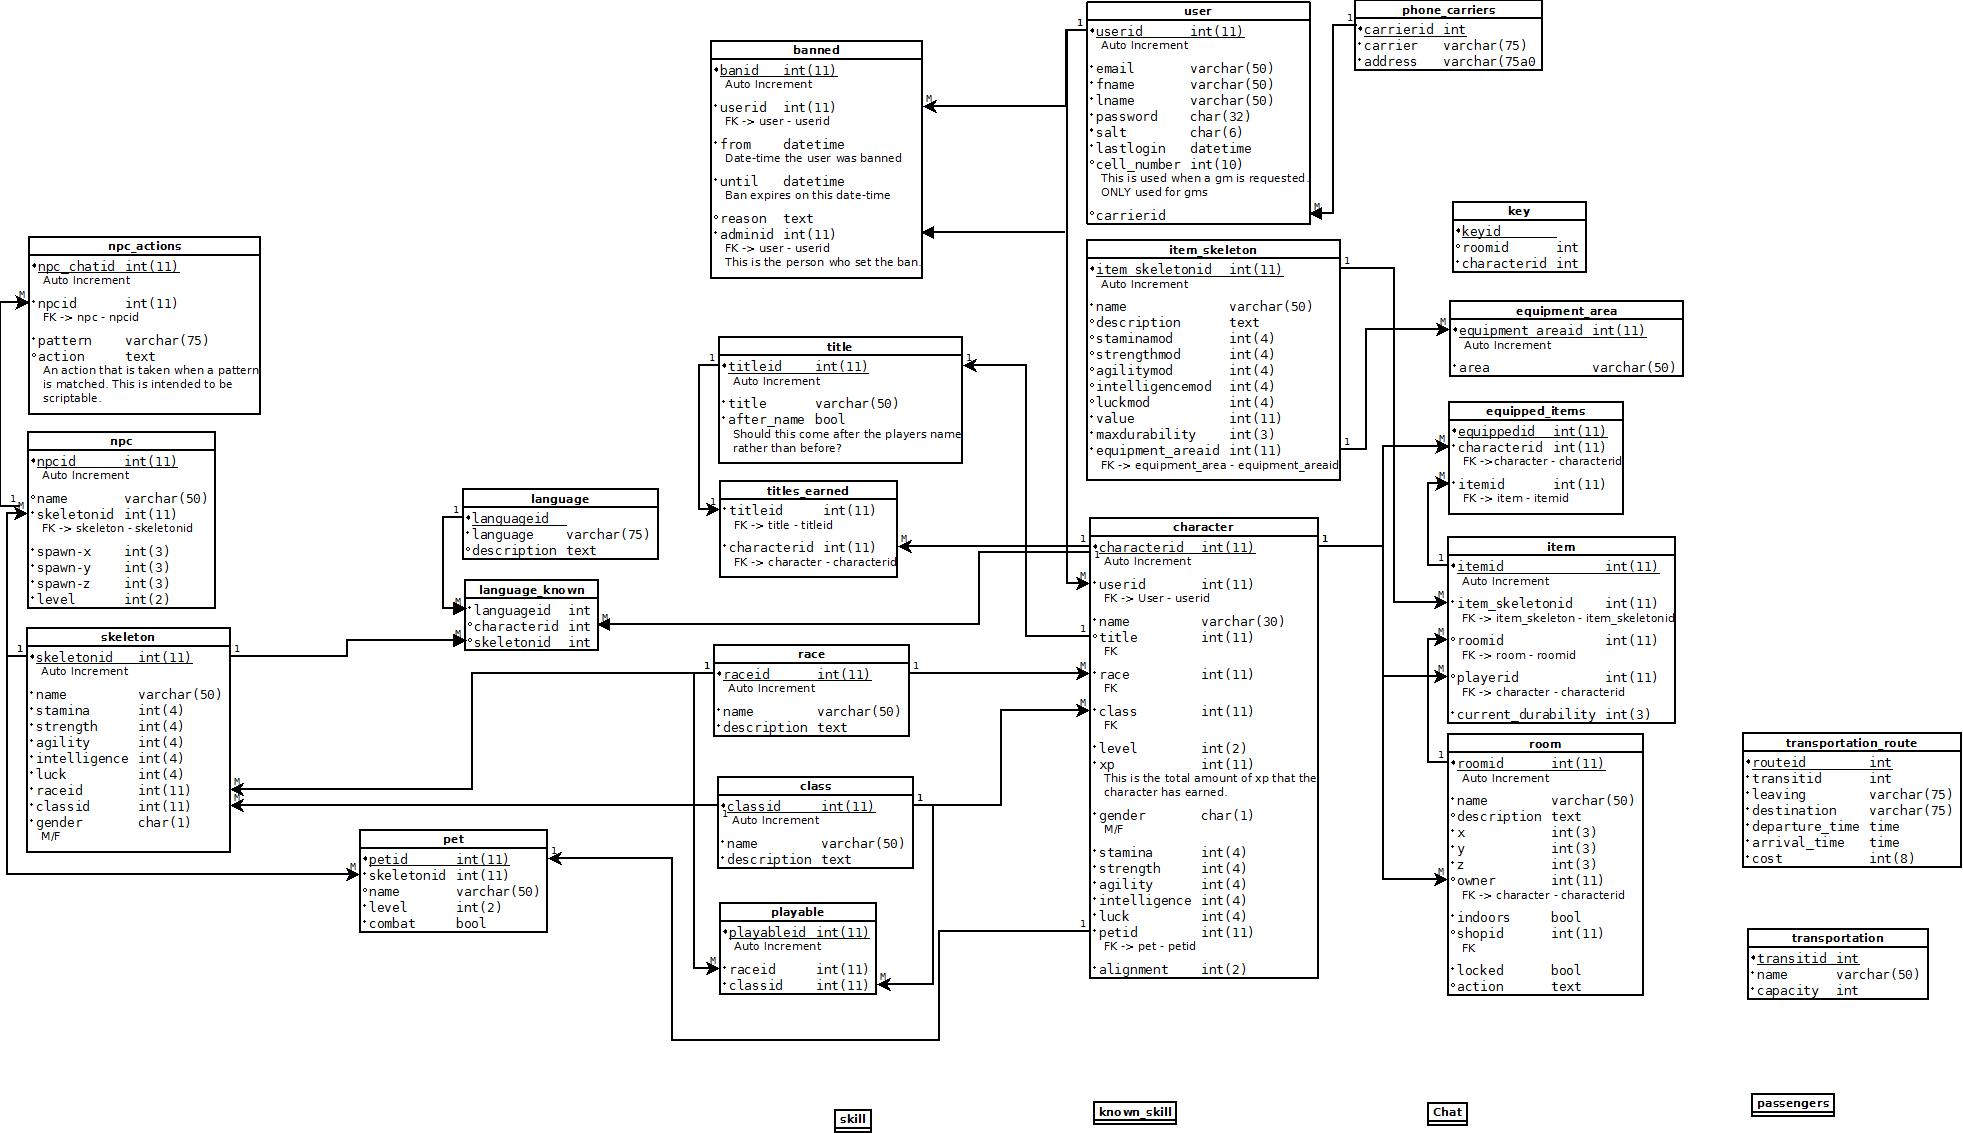 user
userid int(11)
Auto Increment
email varchar(50)
fname varchar(50)
lname varchar(50)
password char(32)
salt char(6)
lastlogin datetime
cell_number int(10)
This is used when a gm is requested.
ONLY used for gms
carrierid
phone_carriers
carrierid int
carrier varchar(75)
address varchar(75a0
banned
banid int(11)
Auto Increment
userid int(11)
FK -> user - userid
from datetime
Date-time the user was banned
until datetime
Ban expires on this date-time
reason text
adminid int(11)
FK -> user - userid
This is the person who set the ban.
key
keyid
roomid int
characterid int
npc_actions
npc_chatid int(11)
Auto Increment
npcid int(11)
FK -> npc - npcid
pattern varchar(75)
action text
An action that is taken when a pattern
is matched. This is intended to be
scriptable.
item_skeleton
item_skeletonid int(11)
Auto Increment
name varchar(50)
description text
staminamod int(4)
strengthmod int(4)
agilitymod int(4)
intelligencemod int(4)
luckmod int(4)
value int(11)
maxdurability int(3)
equipment_areaid int(11)
FK -> equipment_area - equipment_areaid
equipment_area
equipment_areaid int(11)
Auto Increment
area varchar(50)
title
titleid int(11)
Auto Increment
title varchar(50)
after_name bool
Should this come after the players name
rather than before?
equipped_items
equippedid int(11)
characterid int(11)
FK ->character - characterid
itemid int(11)
FK -> item - itemid
npc
npcid int(11)
Auto Increment
name varchar(50)
skeletonid int(11)
FK -> skeleton - skeletonid
spawn-x int(3)
spawn-y int(3)
spawn-z int(3)
level int(2)
language
languageid
language varchar(75)
description text
titles_earned
titleid int(11)
FK -> title - titleid
characterid int(11)
FK -> character - characterid
character
characterid int(11)
Auto Increment
userid int(11)
FK -> User - userid
name varchar(30)
title int(11)
FK
race int(11)
FK
class int(11)
FK
level int(2)
xp int(11)
This is the total amount of xp that the
character has earned.
gender char(1)
M/F
stamina int(4)
strength int(4)
agility int(4)
intelligence int(4)
luck int(4)
petid int(11)
FK -> pet - petid
alignment int(2)
item
itemid int(11)
Auto Increment
item_skeletonid int(11)
FK -> item_skeleton - item_skeletonid
roomid int(11)
FK -> room - roomid
playerid int(11)
FK -> character - characterid
current_durability int(3)
language_known
languageid int
characterid int
skeletonid int
skeleton
skeletonid int(11)
Auto Increment
name varchar(50)
stamina int(4)
strength int(4)
agility int(4)
intelligence int(4)
luck int(4)
raceid int(11)
classid int(11)
gender char(1)
M/F
race
raceid int(11)
Auto Increment
name varchar(50)
description text
room
roomid int(11)
Auto Increment
name varchar(50)
description text
x int(3)
y int(3)
z int(3)
owner int(11)
FK -> character - characterid
indoors bool
shopid int(11)
FK
locked bool
action text
transportation_route
routeid int
transitid int
leaving varchar(75)
destination varchar(75)
departure_time time
arrival_time time
cost int(8)
class
classid int(11)
Auto Increment
name varchar(50)
description text
pet
petid int(11)
skeletonid int(11)
name varchar(50)
level int(2)
combat bool
playable
playableid int(11)
Auto Increment
raceid int(11)
classid int(11)
transportation
transitid int
name varchar(50)
capacity int
skill
known_skill
Chat
passengers